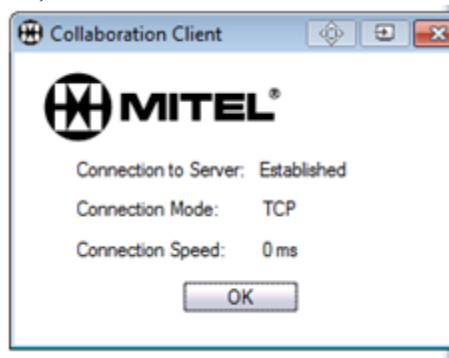 Collaboration Client
MITEL®
Connection to Server: Established
Connection Mode: TCP
Connection Speed: 0 ms
OK